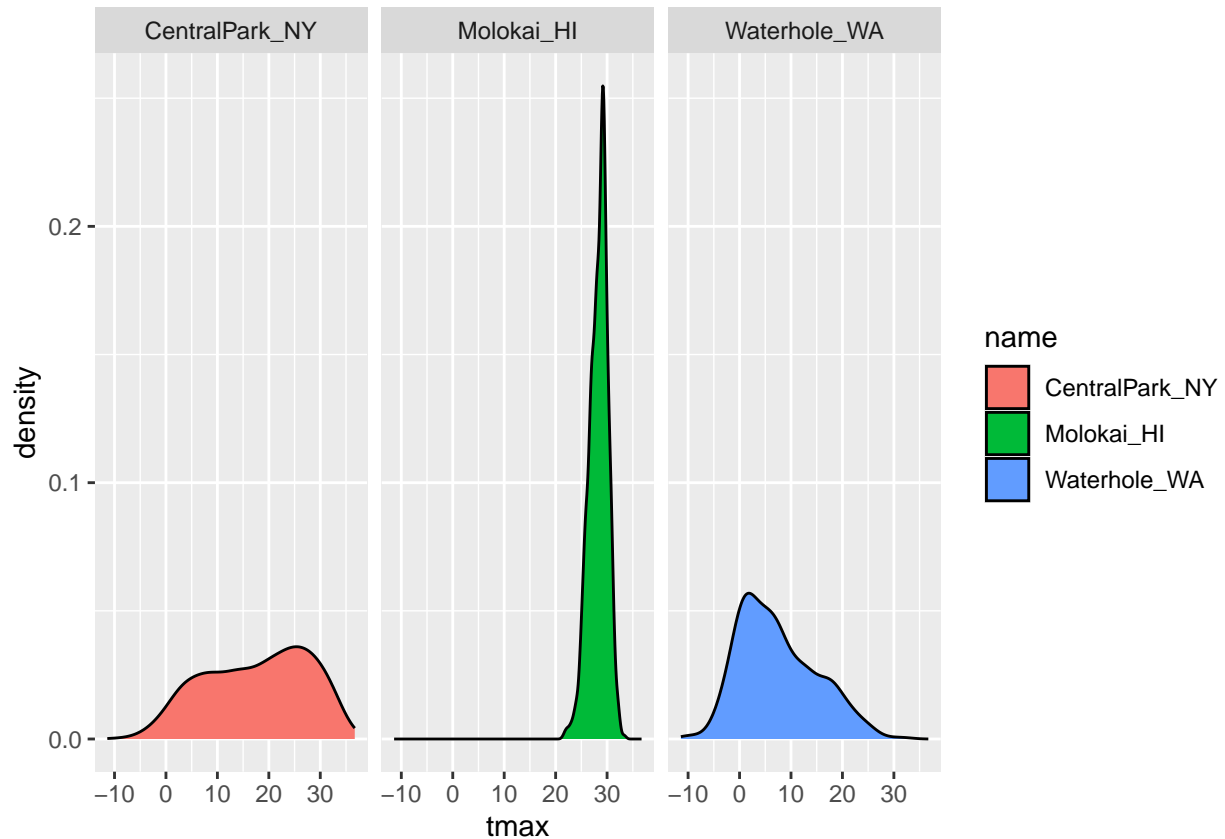 CentralPark_NY Molokai_HI Waterhole_WA
0.2
0.1
0.0
density
−10 0 10 20 30 −10 0 10 20 30 −10 0 10 20 30
tmax
name
CentralPark_NY
Molokai_HI
Waterhole_WA